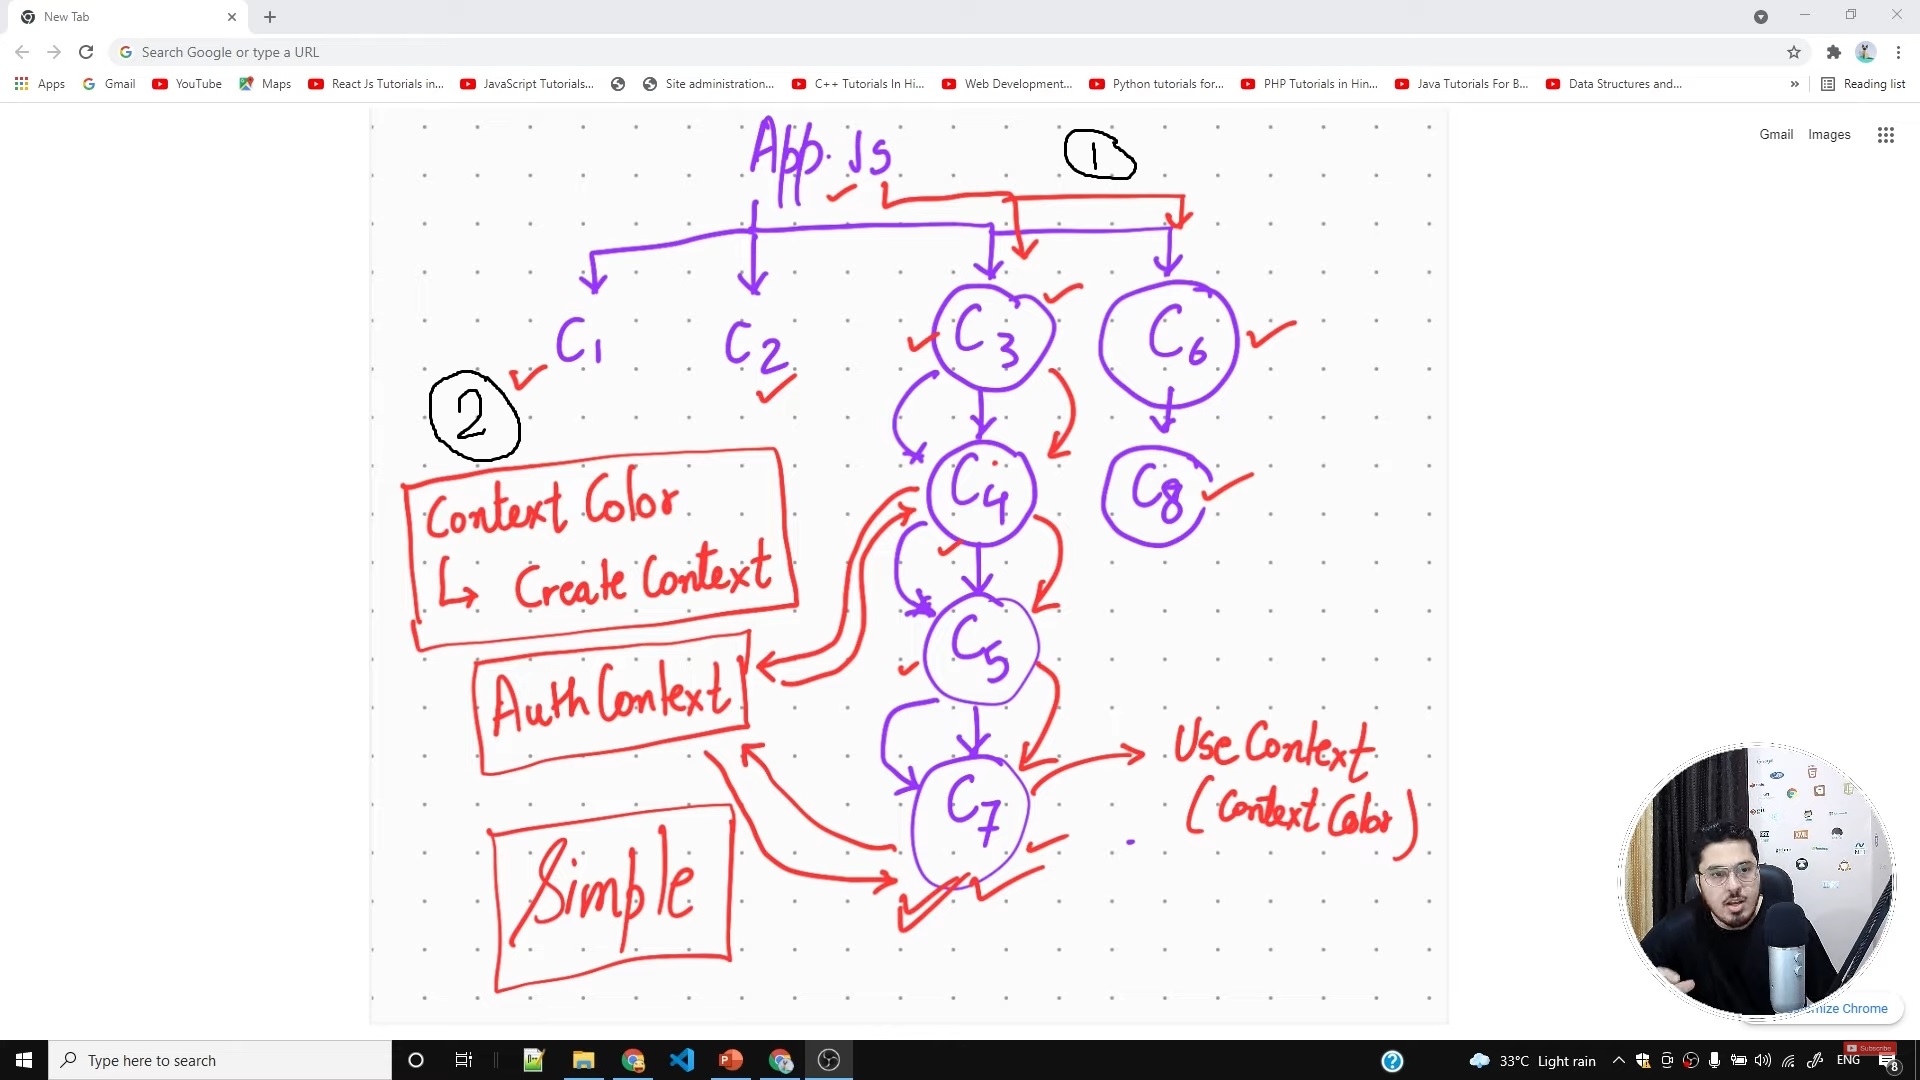 New Tab
Search Google or type a URL
Apps Gmail YouTube Maps React Js Tutorials in... JavaScript Tutorials... Site administration... C++ Tutorials In Hi... Web Development... Python tutorials for... PHP Tutorials in Hin... Java Tutorials For B... Data Structures and... » Reading list
Gmail Images
App.Js
1
C1 C2 C3 C6
2
C4 C8
Context Color
↳ Create Context
C5
Auth Context
Use Context
(Context Color)
C7
Simple
mize Chrome
Type here to search
33°C Light rain
ENG
Subscribe
8